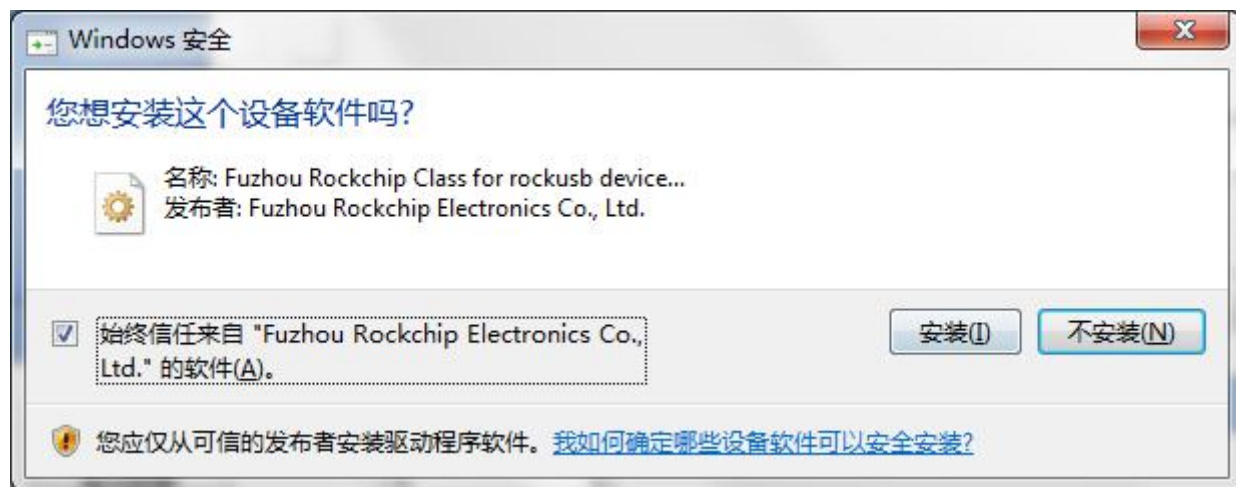 Windows 安全
您想安装这个设备软件吗?
名称: Fuzhou Rockchip Class for rockusb device...
发布者: Fuzhou Rockchip Electronics Co., Ltd.
始终信任来自 "Fuzhou Rockchip Electronics Co.,
Ltd." 的软件(A)。
安装(I)
不安装(N)
您应仅从可信的发布者安装驱动程序软件。我如何确定哪些设备软件可以安全安装?